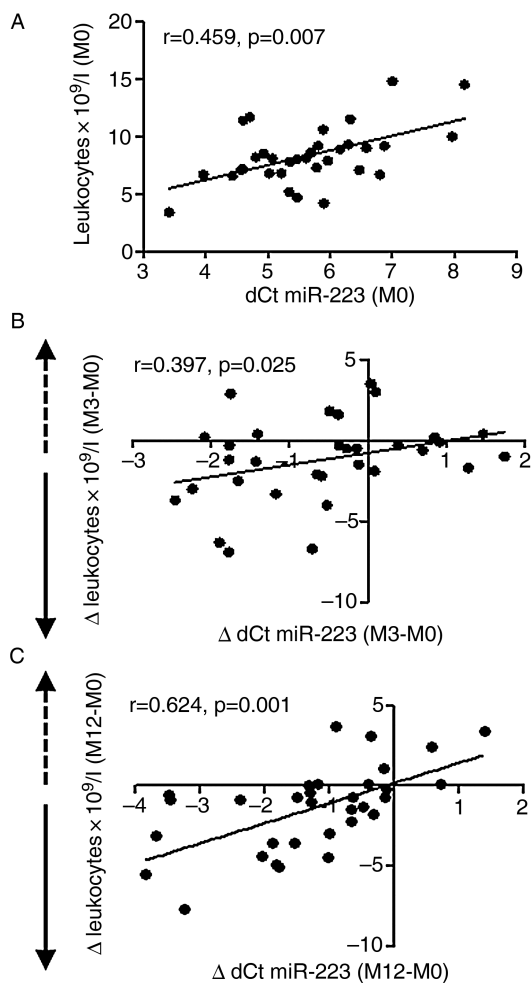 A
Leukocytes × 10⁹/l (M0)
r=0.459, p=0.007
20
15
10
5
0
3 4 5 6 7 8 9
dCt miR-223 (M0)
B
Δ leukocytes × 10⁹/l (M3-M0)
r=0.397, p=0.025
5
−3 −2 −1 1 2
−5
−10
Δ dCt miR-223 (M3-M0)
C
Δ leukocytes × 10⁹/l (M12-M0)
r=0.624, p=0.001
5
−4 −3 −2 −1 1 2
−5
−10
Δ dCt miR-223 (M12-M0)